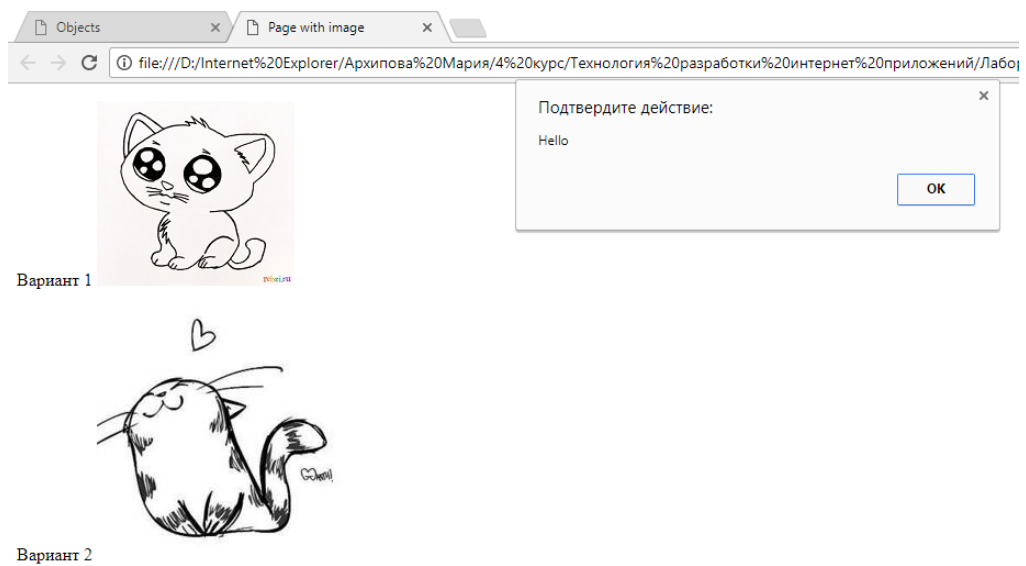 Objects
Page with image
file:///D:/Internet%20Explorer/Архипова%20Мария/4%20курс/Технология%20разработки%20интернет%20приложений/Лабор
Подтвердите действие:
Hello
OK
Вариант 1
Вариант 2